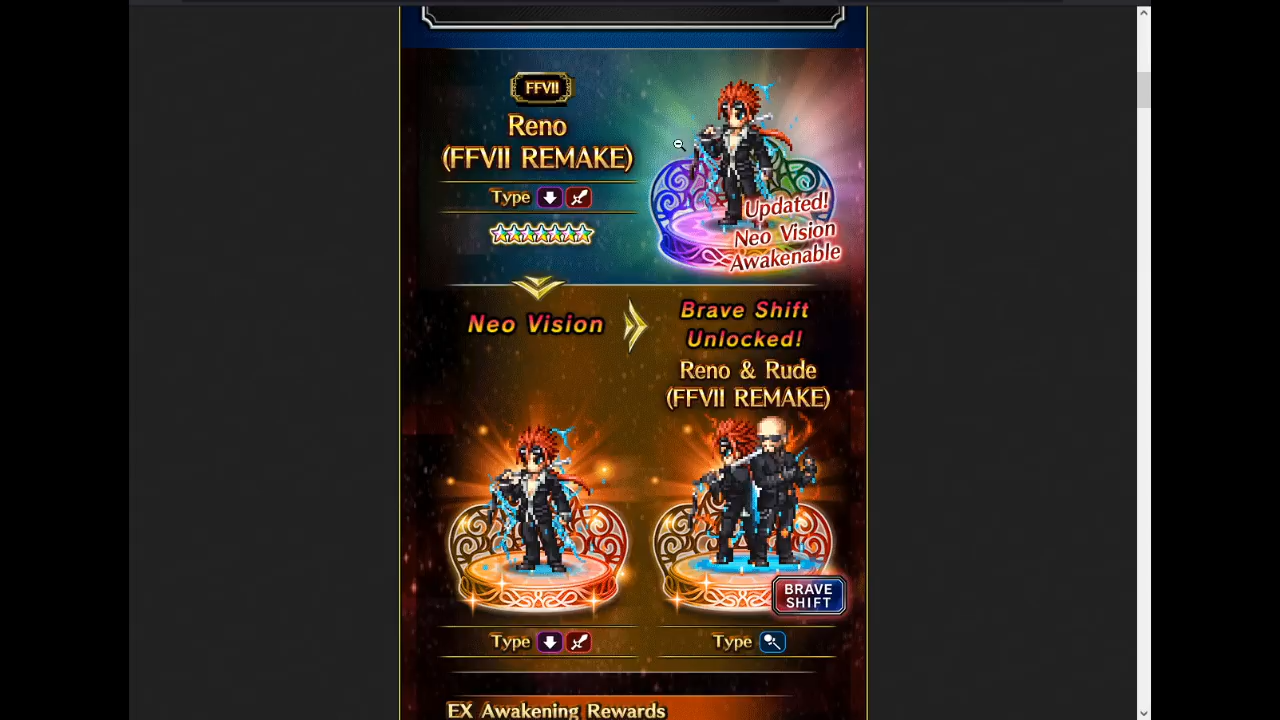 FFVII
Reno
(FFVII REMAKE)
Type
Updated!
Neo Vision
Awakenable
Neo Vision
Brave Shift
Unlocked!
Reno & Rude
(FFVII REMAKE)
BRAVE
SHIFT
Type
Type
EX Awakening Rewards